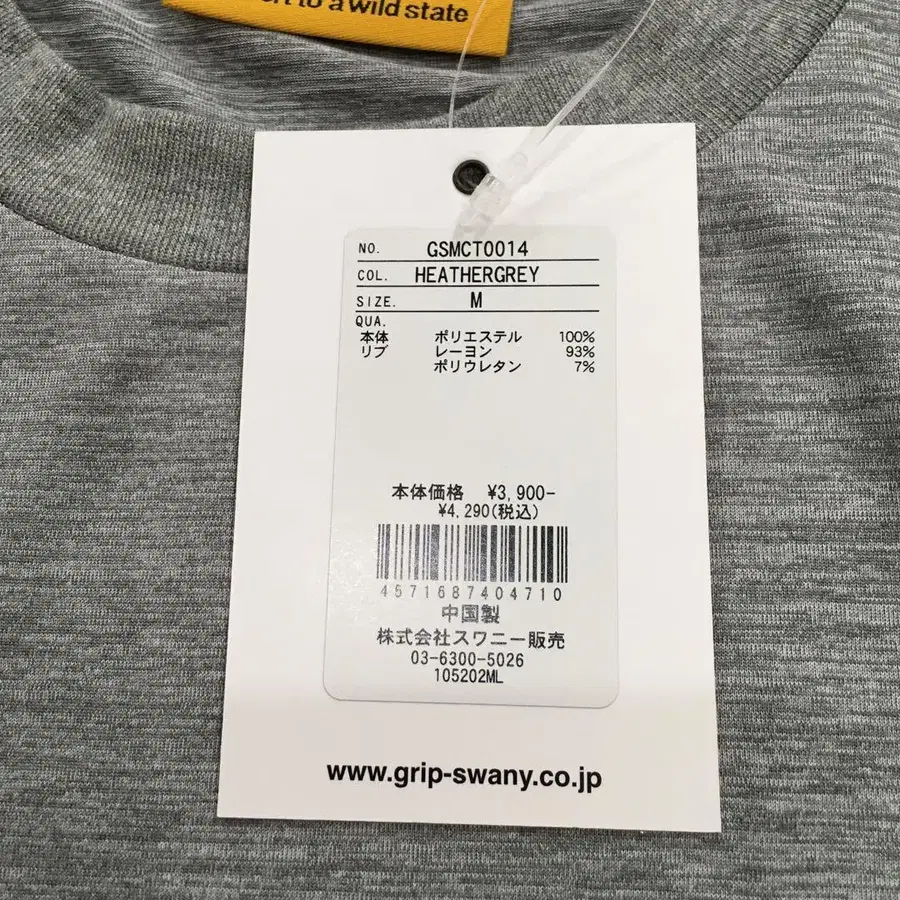 to a wild state
NO. GSMCT0014
COL. HEATHERGREY
SIZE. M
QUA.
本体 ポリエステル 100%
リブ レーヨン 93%
ポリウレタン 7%
本体価格 ¥3,900-
¥4,290(税込)
4571687404710
中国製
株式会社スワニー販売
03-6300-5026
105202ML
www.grip-swany.co.jp